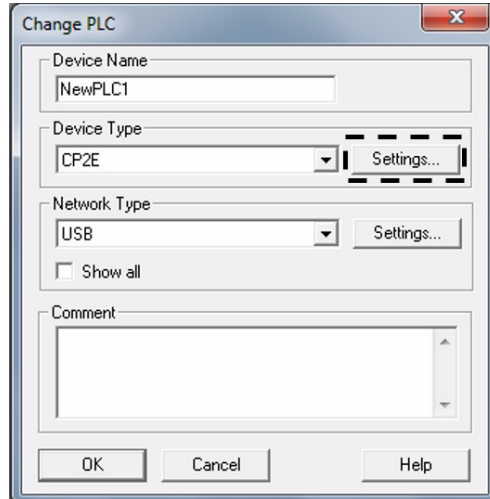 Change PLC
Device Name
NewPLC1
Device Type
CP2E
Settings...
Network Type
USB
Settings...
Show all
Comment
OK
Cancel
Help